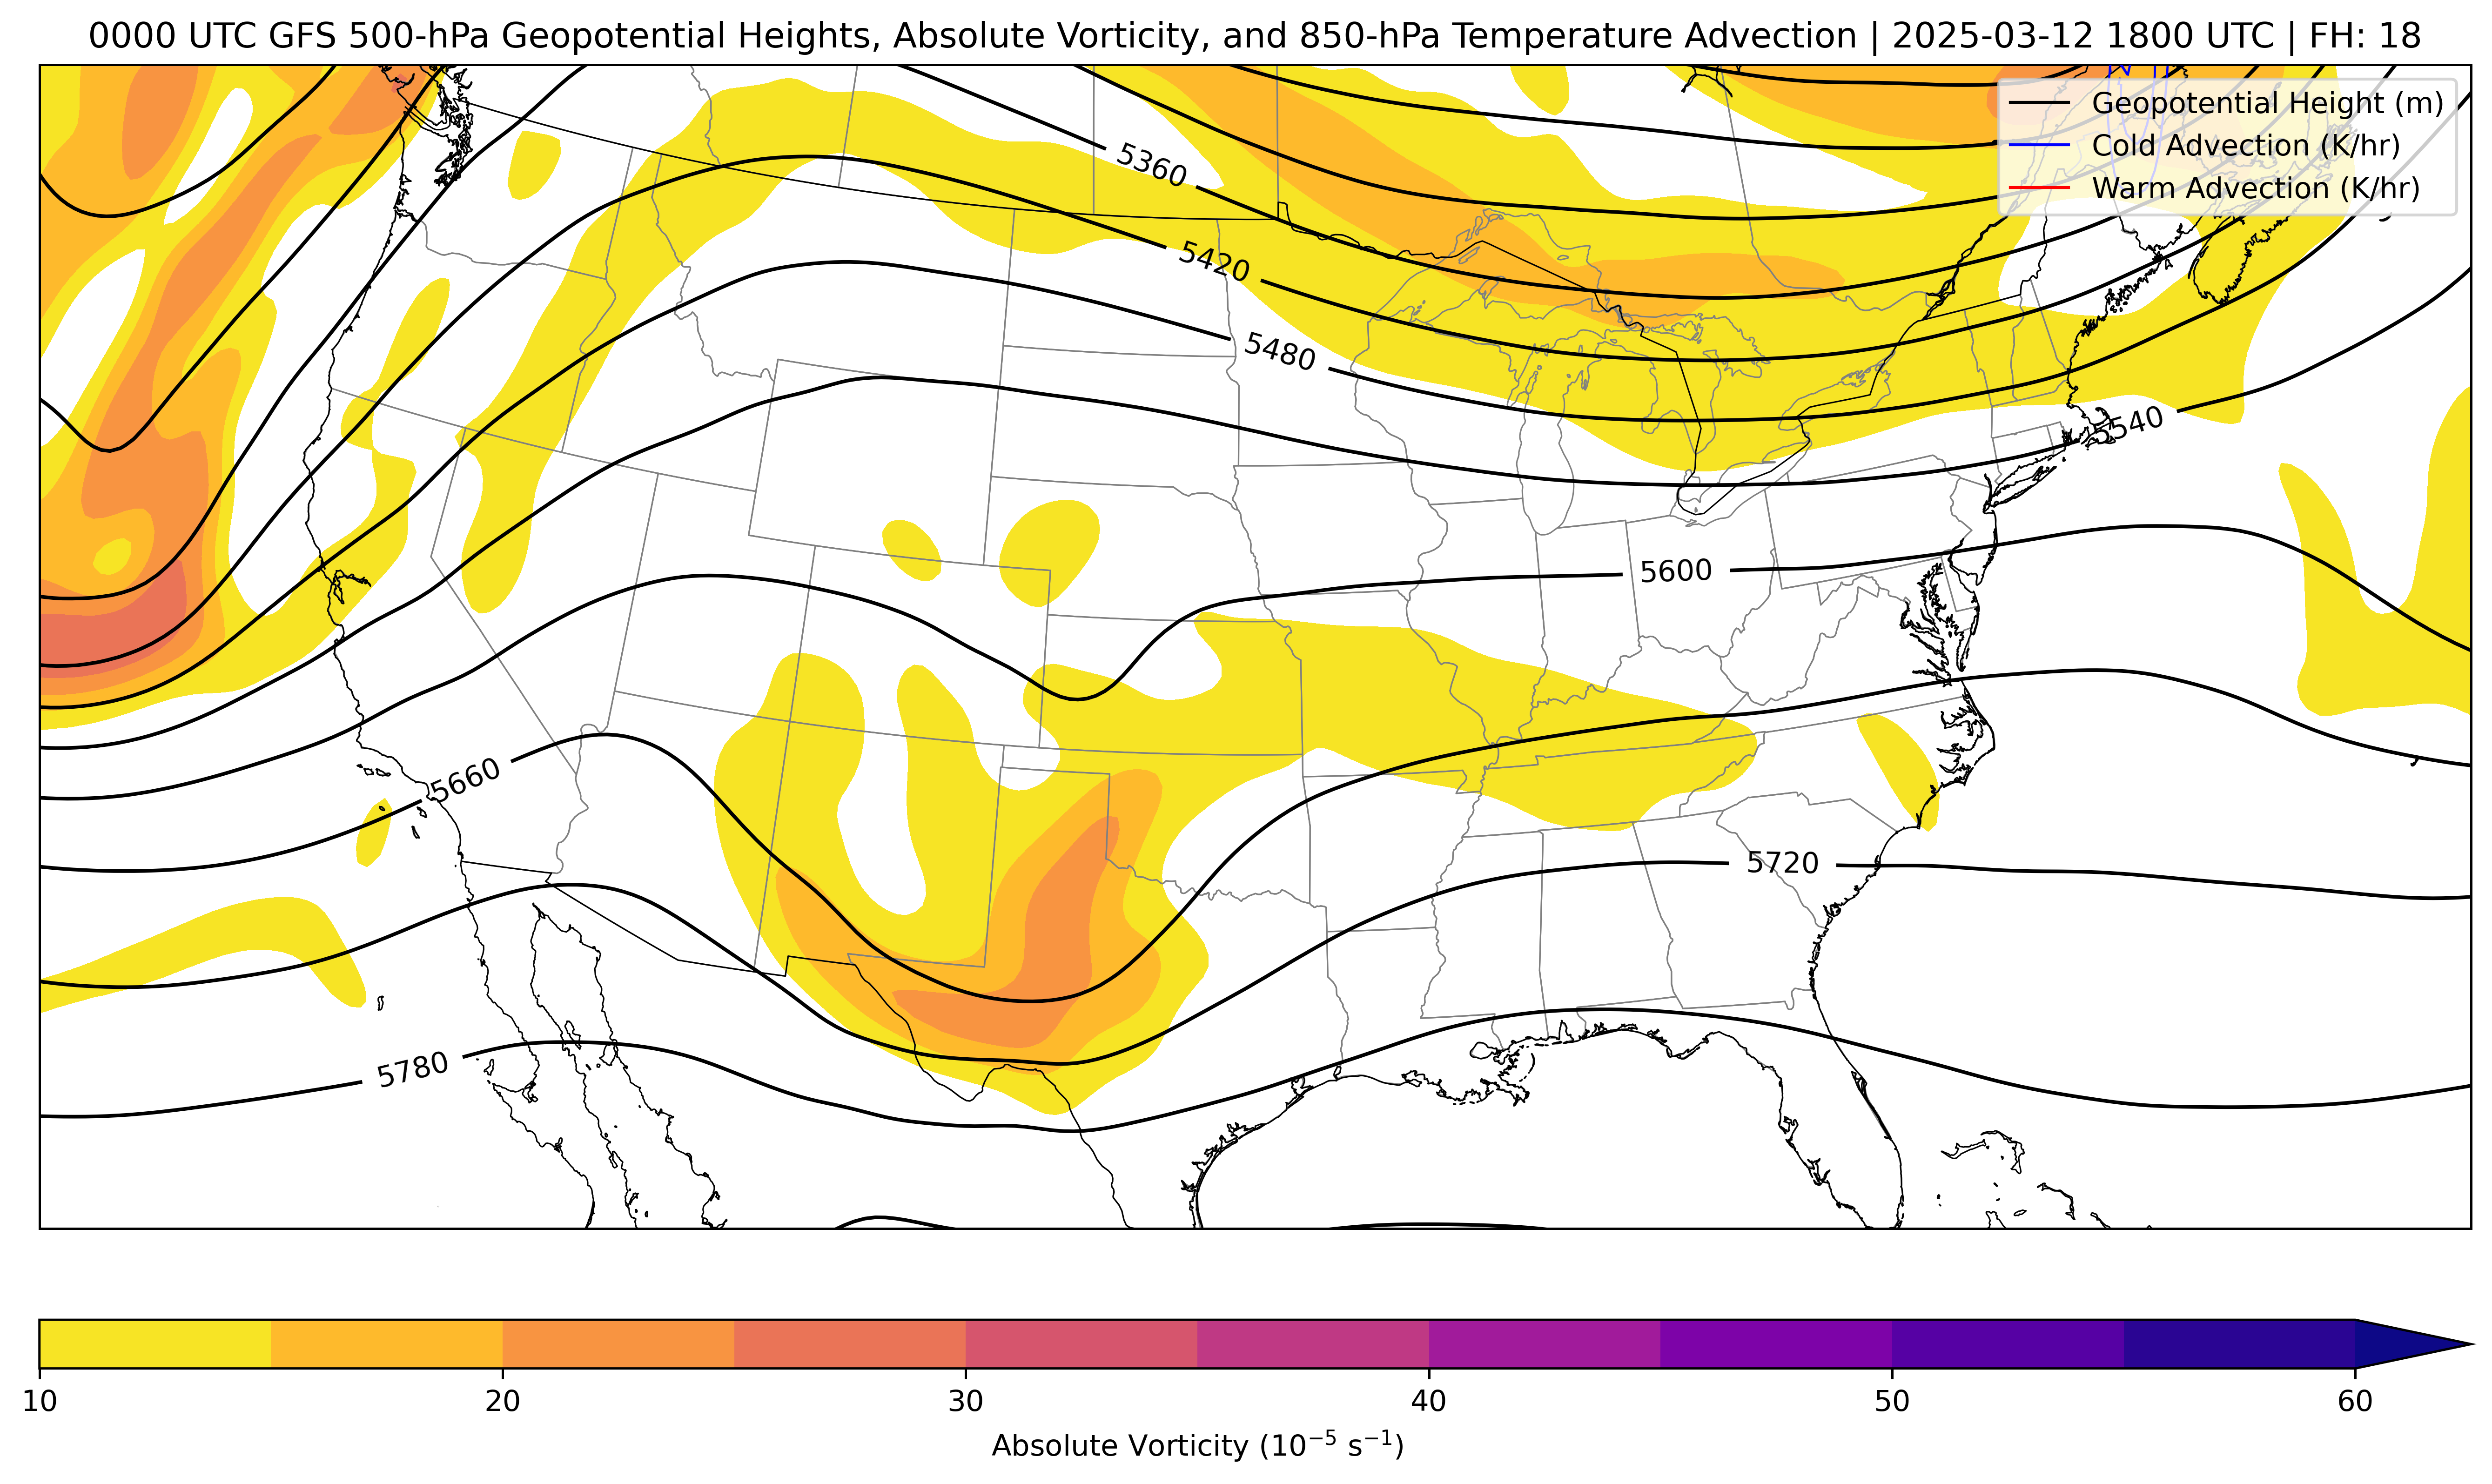 0000 UTC GFS 500-hPa Geopotential Heights, Absolute Vorticity, and 850-hPa Temperature Advection | 2025-03-12 1800 UTC | FH: 18
Geopotential Height (m)
Cold Advection (K/hr)
Warm Advection (K/hr)
5360
5420
5480
5540
5600
5660
5720
5780
10 20 30 40 50 60
Absolute Vorticity (10⁻⁵ s⁻¹)